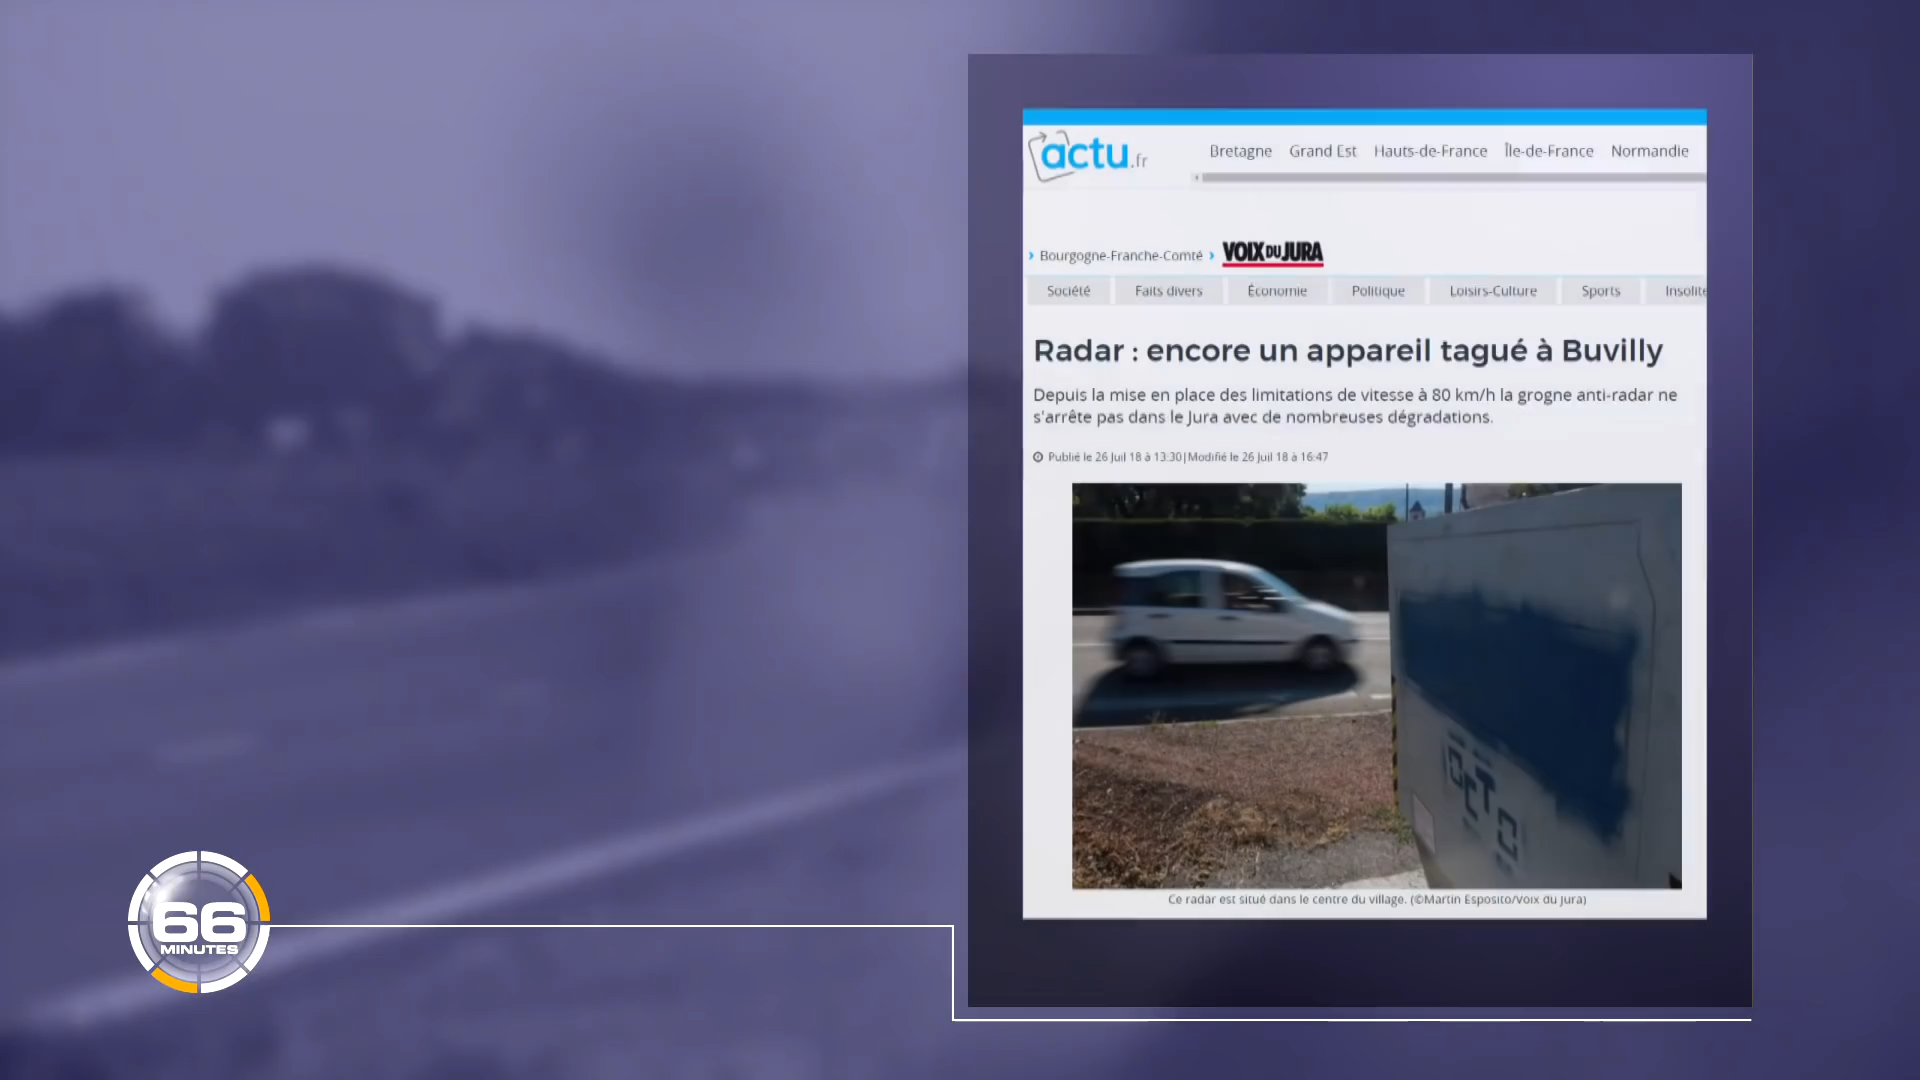 actu.fr
Bretagne Grand Est Hauts-de-France Île-de-France Normandie
Bourgogne-Franche-Comté VOIX DU JURA
Société Faits divers Économie Politique Loisirs-Culture Sports Insolite
Radar : encore un appareil tagué à Buvilly
Depuis la mise en place des limitations de vitesse à 80 km/h la grogne anti-radar ne
s'arrête pas dans le Jura avec de nombreuses dégradations.
Publié le 26 Juil 18 à 13:30|Modifié le 26 Juil 18 à 16:47
Ce radar est situé dans le centre du village. (©Martin Esposito/Voix du Jura)
66
MINUTES